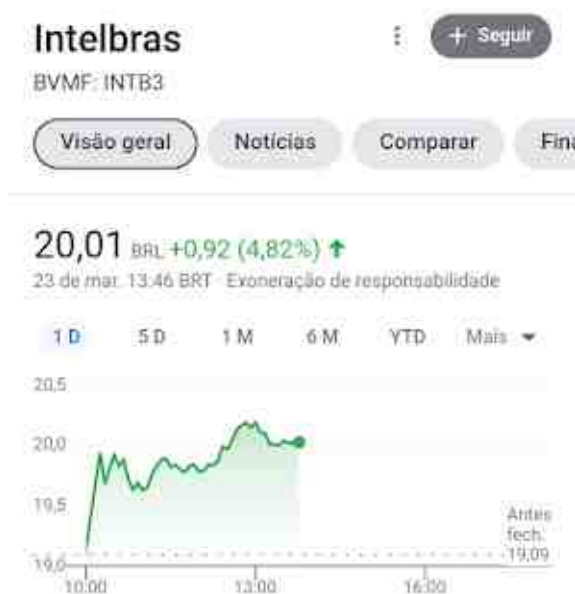 Intelbras
+ Seguir
BVMF: INTB3
Visão geral
Notícias
Comparar
Fina
20,01 BRL +0,92 (4,82%) ↑
23 de mar. 13:46 BRT · Exoneração de responsabilidade
1 D 5 D 1 M 6 M YTD Mais
20,5
20,0
19,5
Antes
fech.
19,09
19,0
10:00 13:00 16:00